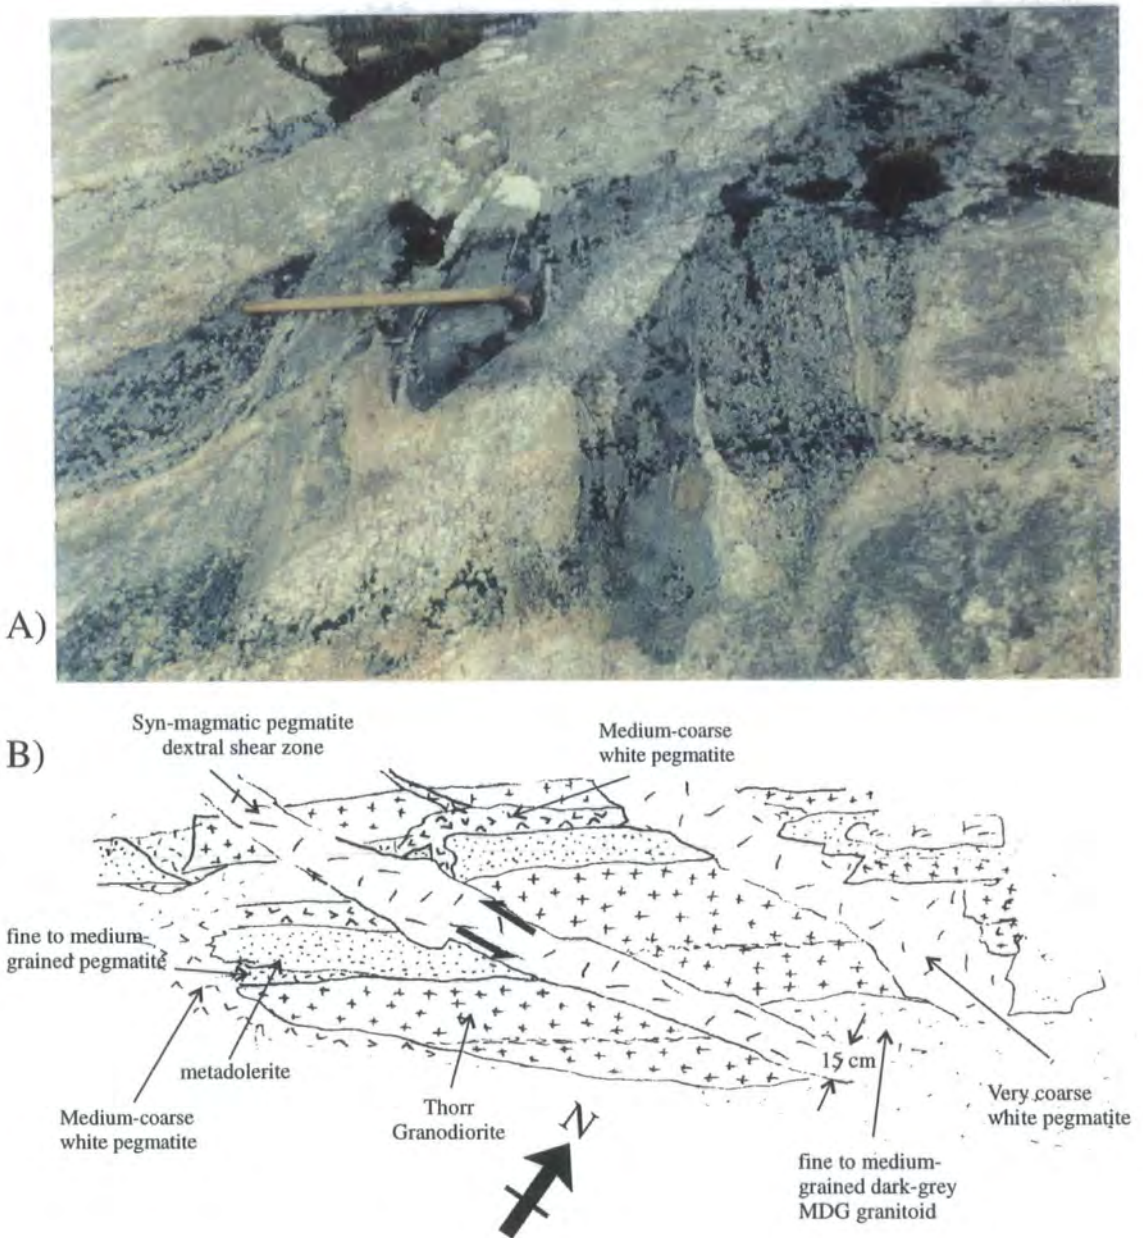 A)
B)
Syn-magmatic pegmatite
dextral shear zone
Medium-coarse
white pegmatite
fine to medium-
grained pegmatite
metadolerite
Medium-coarse
white pegmatite
Thorr
Granodiorite
N
15 cm
Very coarse
white pegmatite
fine to medium-
grained dark-grey
MDG granitoid